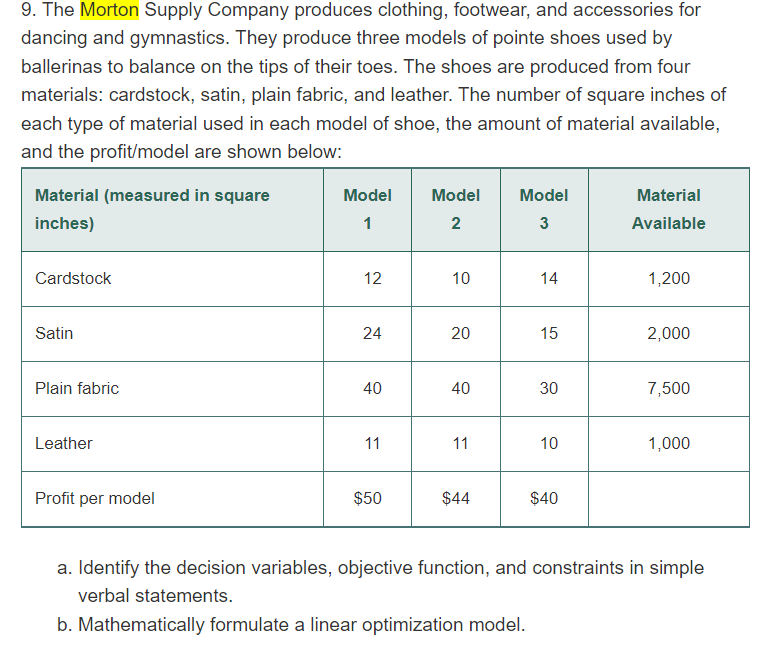 9. The Morton Supply Company produces clothing, footwear, and accessories for
dancing and gymnastics. They produce three models of pointe shoes used by
ballerinas to balance on the tips of their toes. The shoes are produced from four
materials: cardstock, satin, plain fabric, and leather. The number of square inches of
each type of material used in each model of shoe, the amount of material available,
and the profit/model are shown below:
Material (measured in square inches) Model 1 Model 2 Model 3 Material Available
Cardstock 12 10 14 1,200
Satin 24 20 15 2,000
Plain fabric 40 40 30 7,500
Leather 11 11 10 1,000
Profit per model $50 $44 $40
a. Identify the decision variables, objective function, and constraints in simple
verbal statements.
b. Mathematically formulate a linear optimization model.